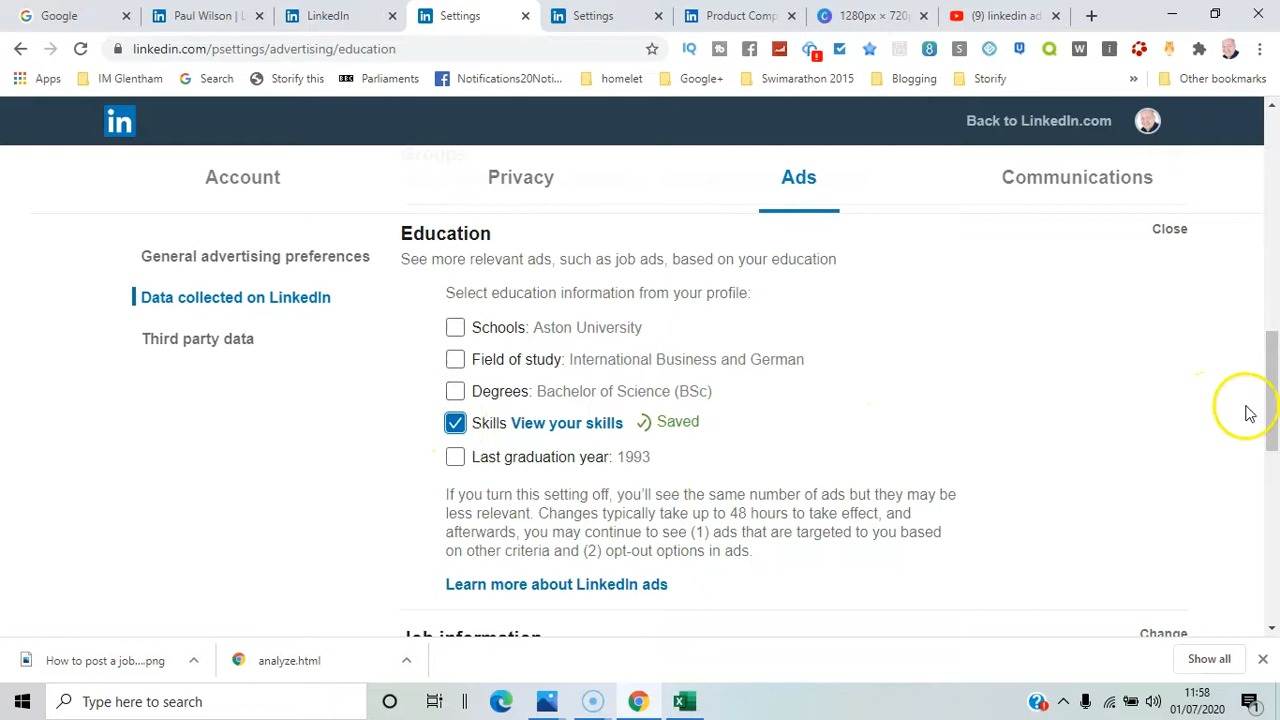 Google
Paul Wilson | L
LinkedIn
Settings
Settings
Product Comp
1280px × 720p
(9) linkedin ad
linkedin.com/psettings/advertising/education
Apps
IM Glentham
Search
Storify this
BBC
Parliaments
Notifications20Noti...
homelet
Google+
Swimarathon 2015
Blogging
Storify
»
Other bookmarks
in
Back to LinkedIn.com
Groups
Account
Privacy
Ads
Communications
General advertising preferences
Data collected on LinkedIn
Third party data
Education
Close
See more relevant ads, such as job ads, based on your education
Select education information from your profile:
Schools: Aston University
Field of study: International Business and German
Degrees: Bachelor of Science (BSc)
Skills View your skills Saved
Last graduation year: 1993
If you turn this setting off, you’ll see the same number of ads but they may be
less relevant. Changes typically take up to 48 hours to take effect, and
afterwards, you may continue to see (1) ads that are targeted to you based
on other criteria and (2) opt-out options in ads.
Learn more about LinkedIn ads
Job information
Change
How to post a job....png
analyze.html
Show all
Type here to search
11:58
01/07/2020